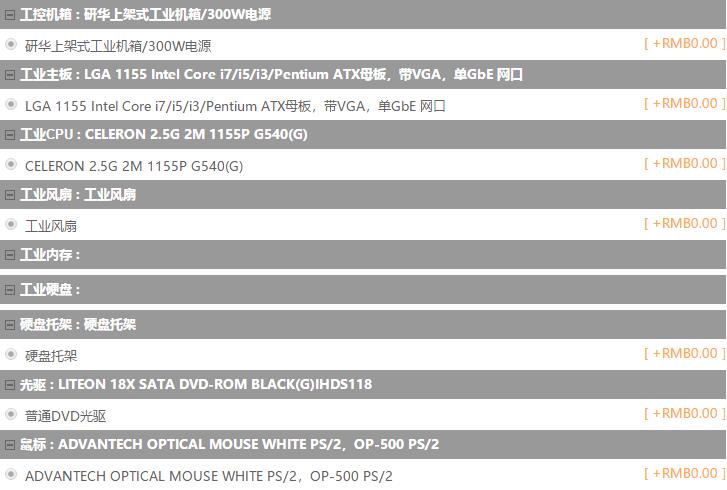 工控机箱：研华上架式工业机箱/300W电源
研华上架式工业机箱/300W电源 [ +RMB0.00 ]
工业主板：LGA 1155 Intel Core i7/i5/i3/Pentium ATX母板，带VGA，单GbE 网口
LGA 1155 Intel Core i7/i5/i3/Pentium ATX母板，带VGA，单GbE 网口 [ +RMB0.00 ]
工业CPU：CELERON 2.5G 2M 1155P G540(G)
CELERON 2.5G 2M 1155P G540(G) [ +RMB0.00 ]
工业风扇：工业风扇
工业风扇 [ +RMB0.00 ]
工业内存：
工业硬盘：
硬盘托架：硬盘托架
硬盘托架 [ +RMB0.00 ]
光驱：LITEON 18X SATA DVD-ROM BLACK(G)IHDS118
普通DVD光驱 [ +RMB0.00 ]
鼠标：ADVANTECH OPTICAL MOUSE WHITE PS/2，OP-500 PS/2
ADVANTECH OPTICAL MOUSE WHITE PS/2，OP-500 PS/2 [ +RMB0.00 ]